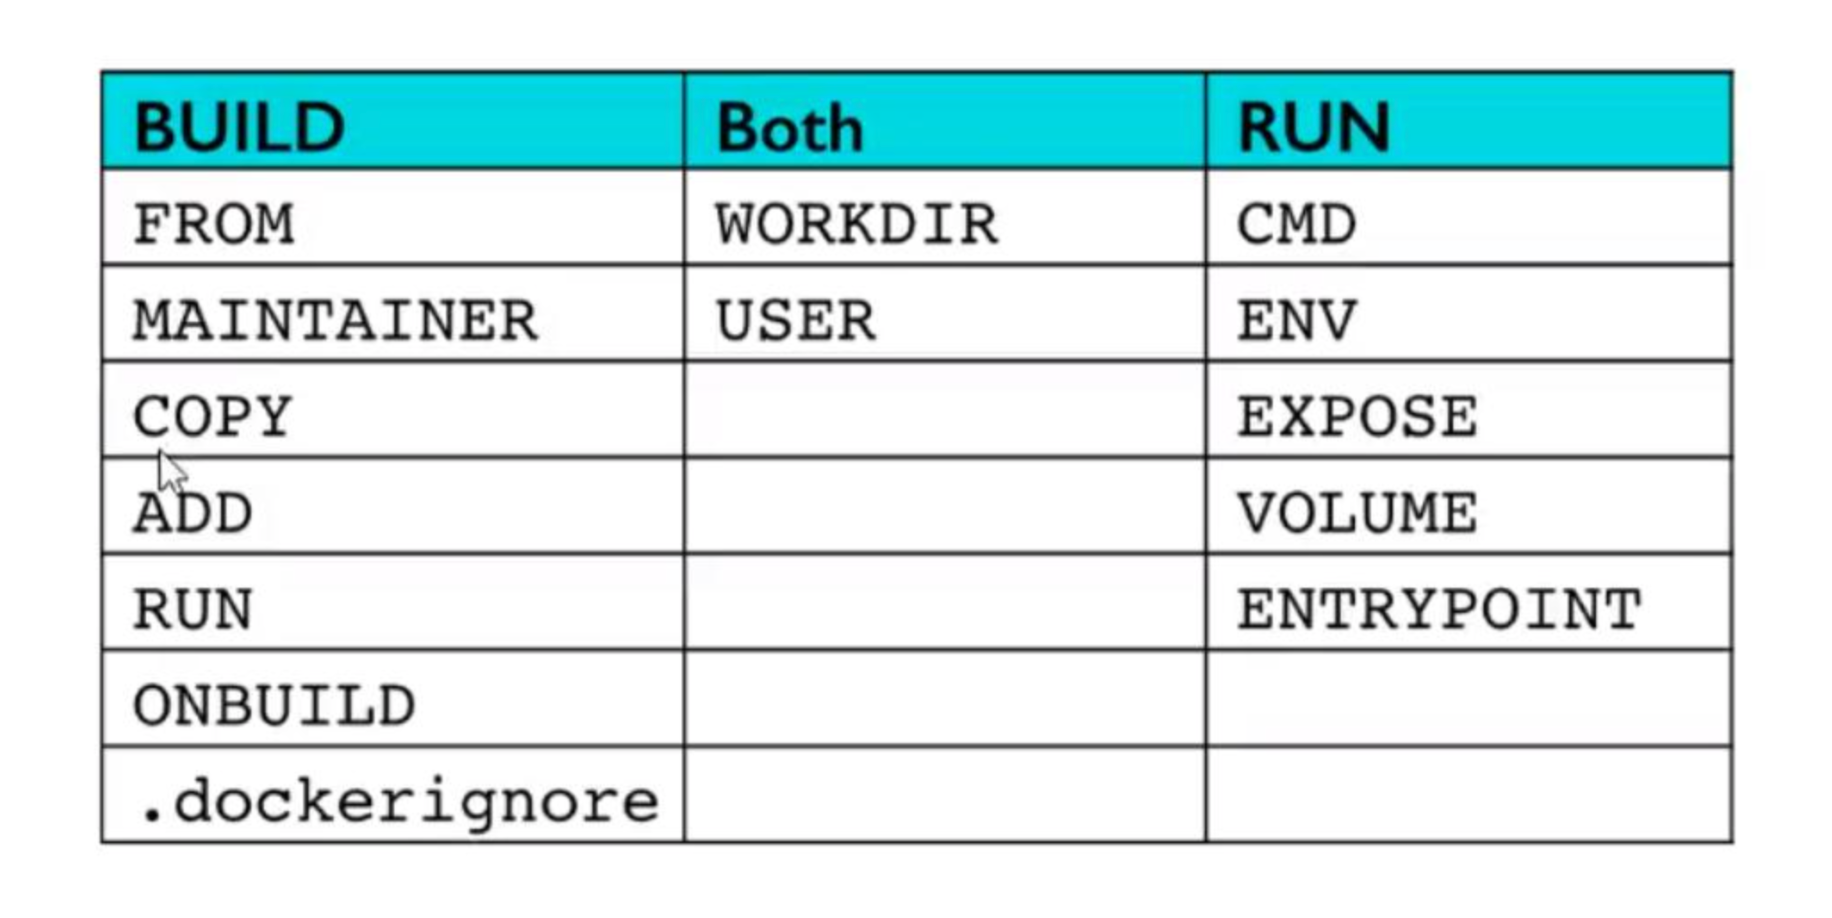 BUILD Both RUN
FROM WORKDIR CMD
MAINTAINER USER ENV
COPY EXPOSE
ADD VOLUME
RUN ENTRYPOINT
ONBUILD
.dockerignore